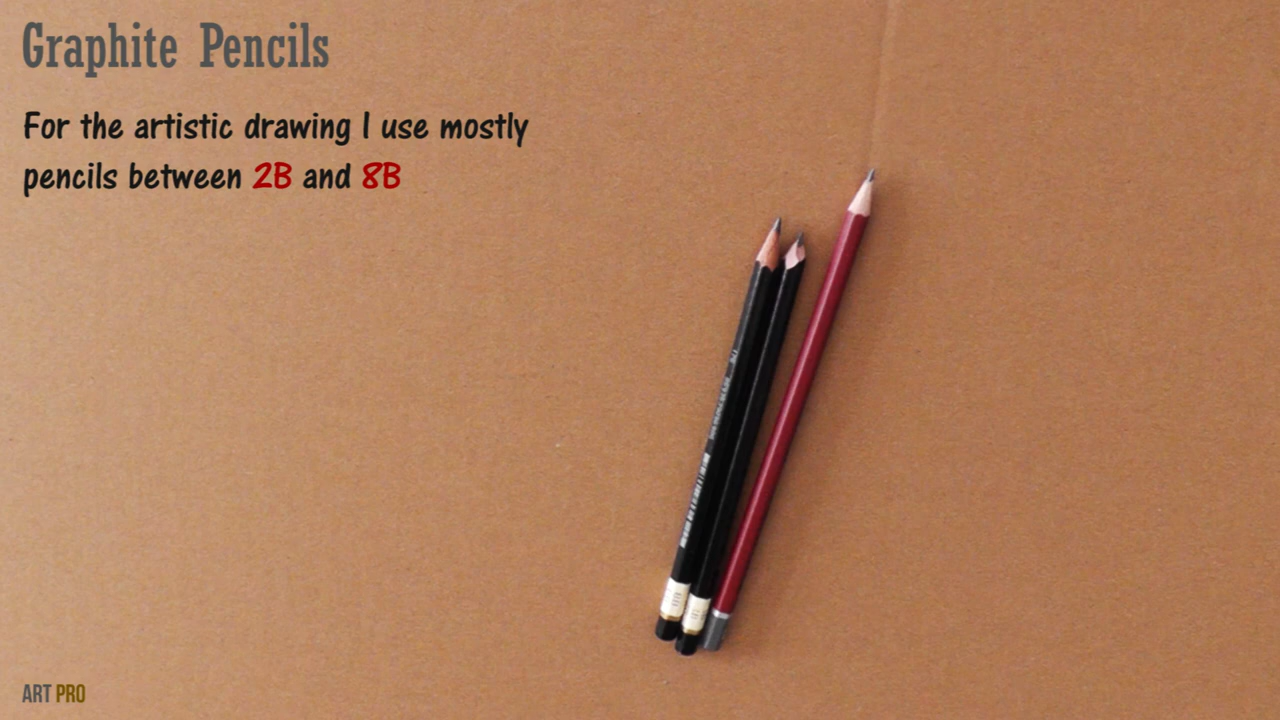 Graphite Pencils
For the artistic drawing I use mostly
pencils between 2B and 8B
ART PRO